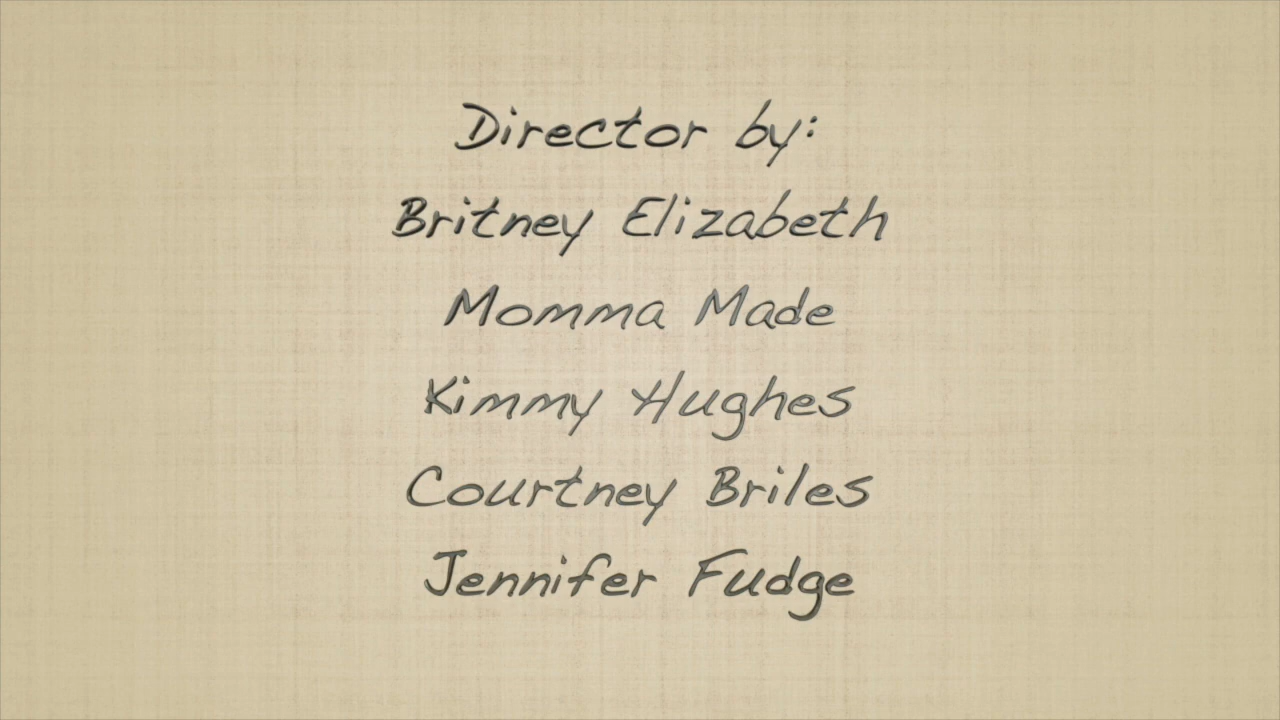 Director by:
Britney Elizabeth
Momma Made
Kimmy Hughes
Courtney Briles
Jennifer Fudge